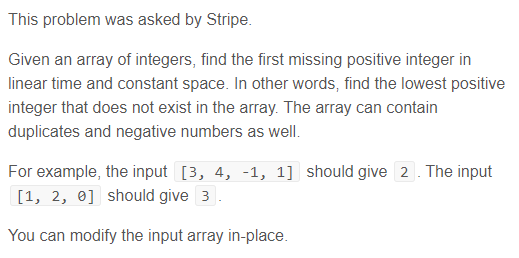 This problem was asked by Stripe.
Given an array of integers, find the first missing positive integer in
linear time and constant space. In other words, find the lowest positive
integer that does not exist in the array. The array can contain
duplicates and negative numbers as well.
For example, the input [3, 4, -1, 1] should give 2. The input
[1, 2, 0] should give 3.
You can modify the input array in-place.